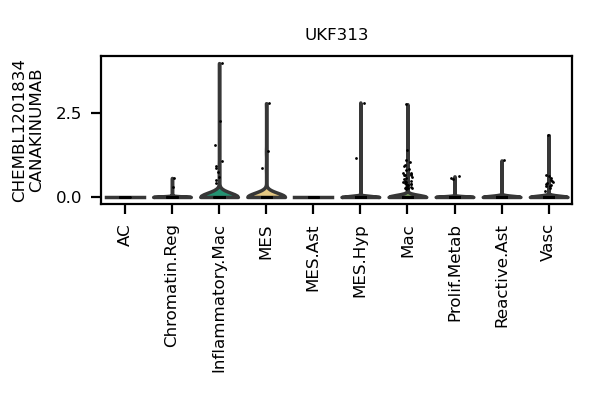 UKF313
CHEMBL1201834
CANAKINUMAB
2.5
0.0
AC
Chromatin.Reg
Inflammatory.Mac
MES
MES.Ast
MES.Hyp
Mac
Prolif.Metab
Reactive.Ast
Vasc